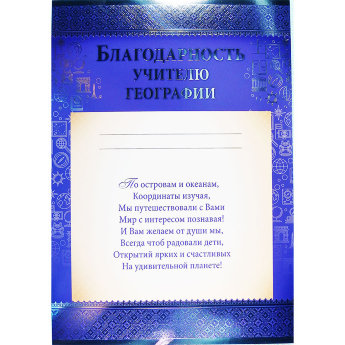 Благодарность
учителю
географии
По островам и океанам,
Координаты изучая,
Мы путешествовали с Вами
Мир с интересом познавая!
И Вам желаем от души мы,
Всегда чтоб радовали дети,
Открытий ярких и счастливых
На удивительной планете!